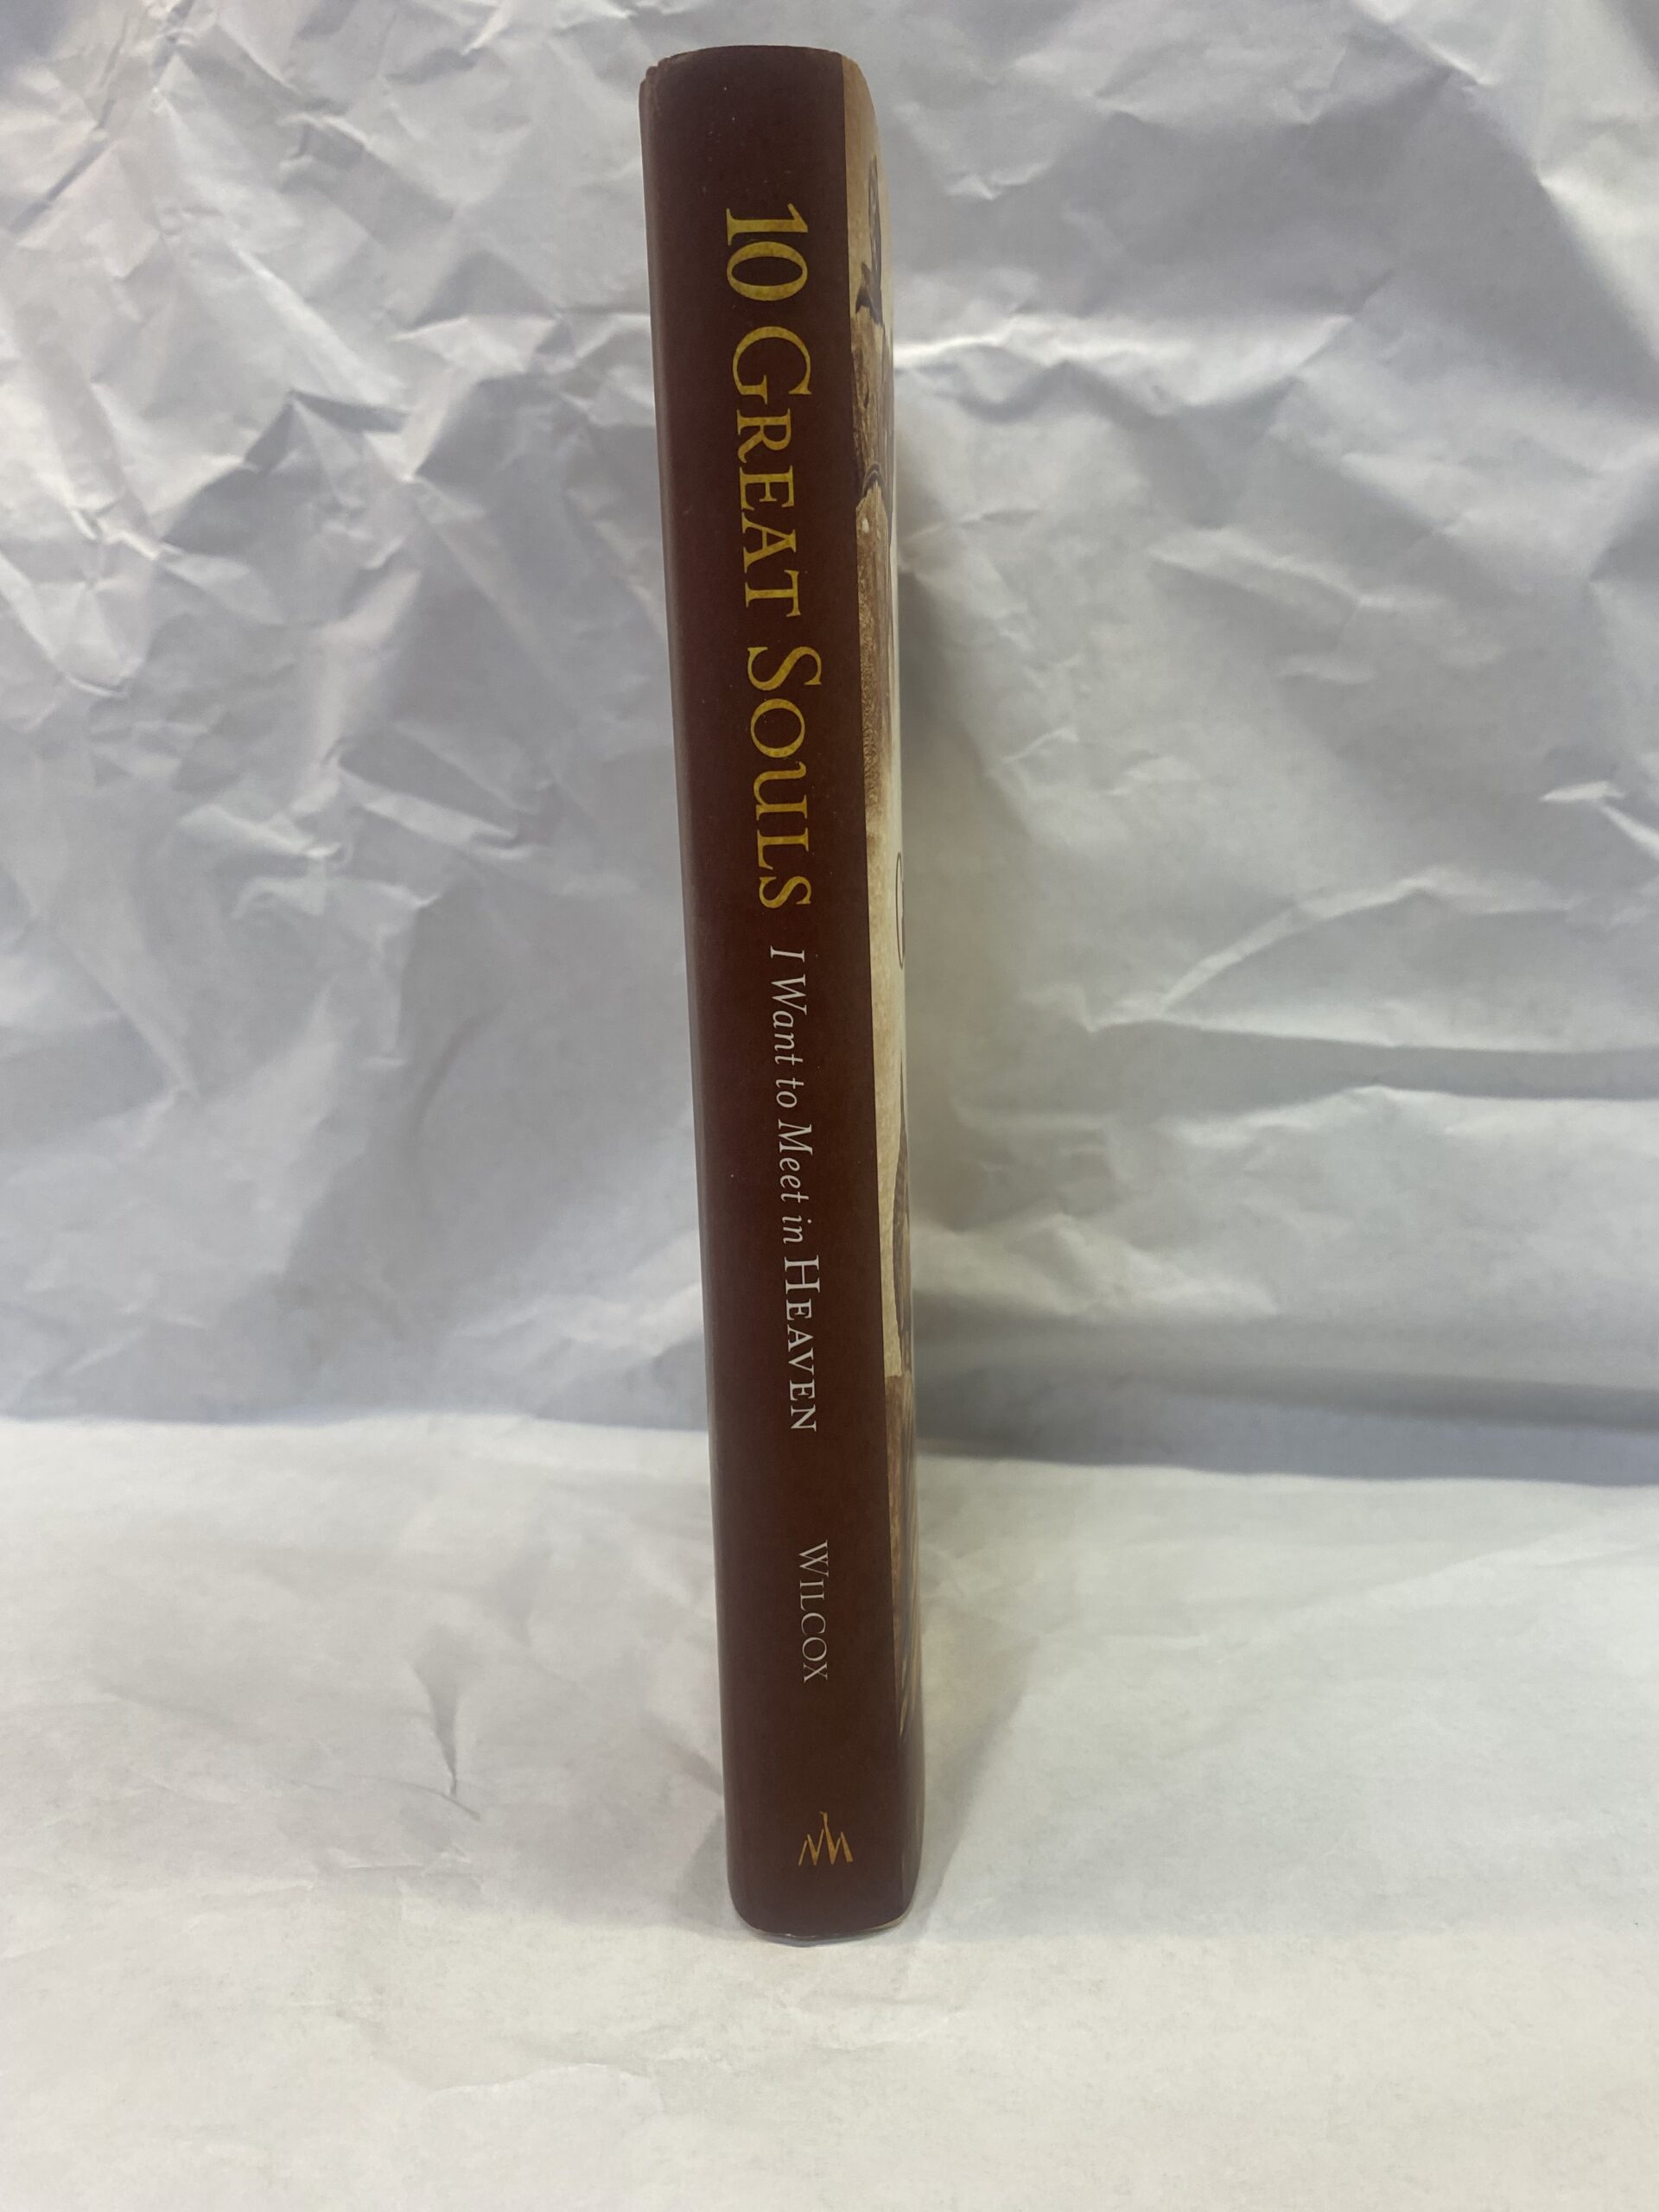 10 GREAT SOULS I Want to Meet in HEAVEN
WILCOX